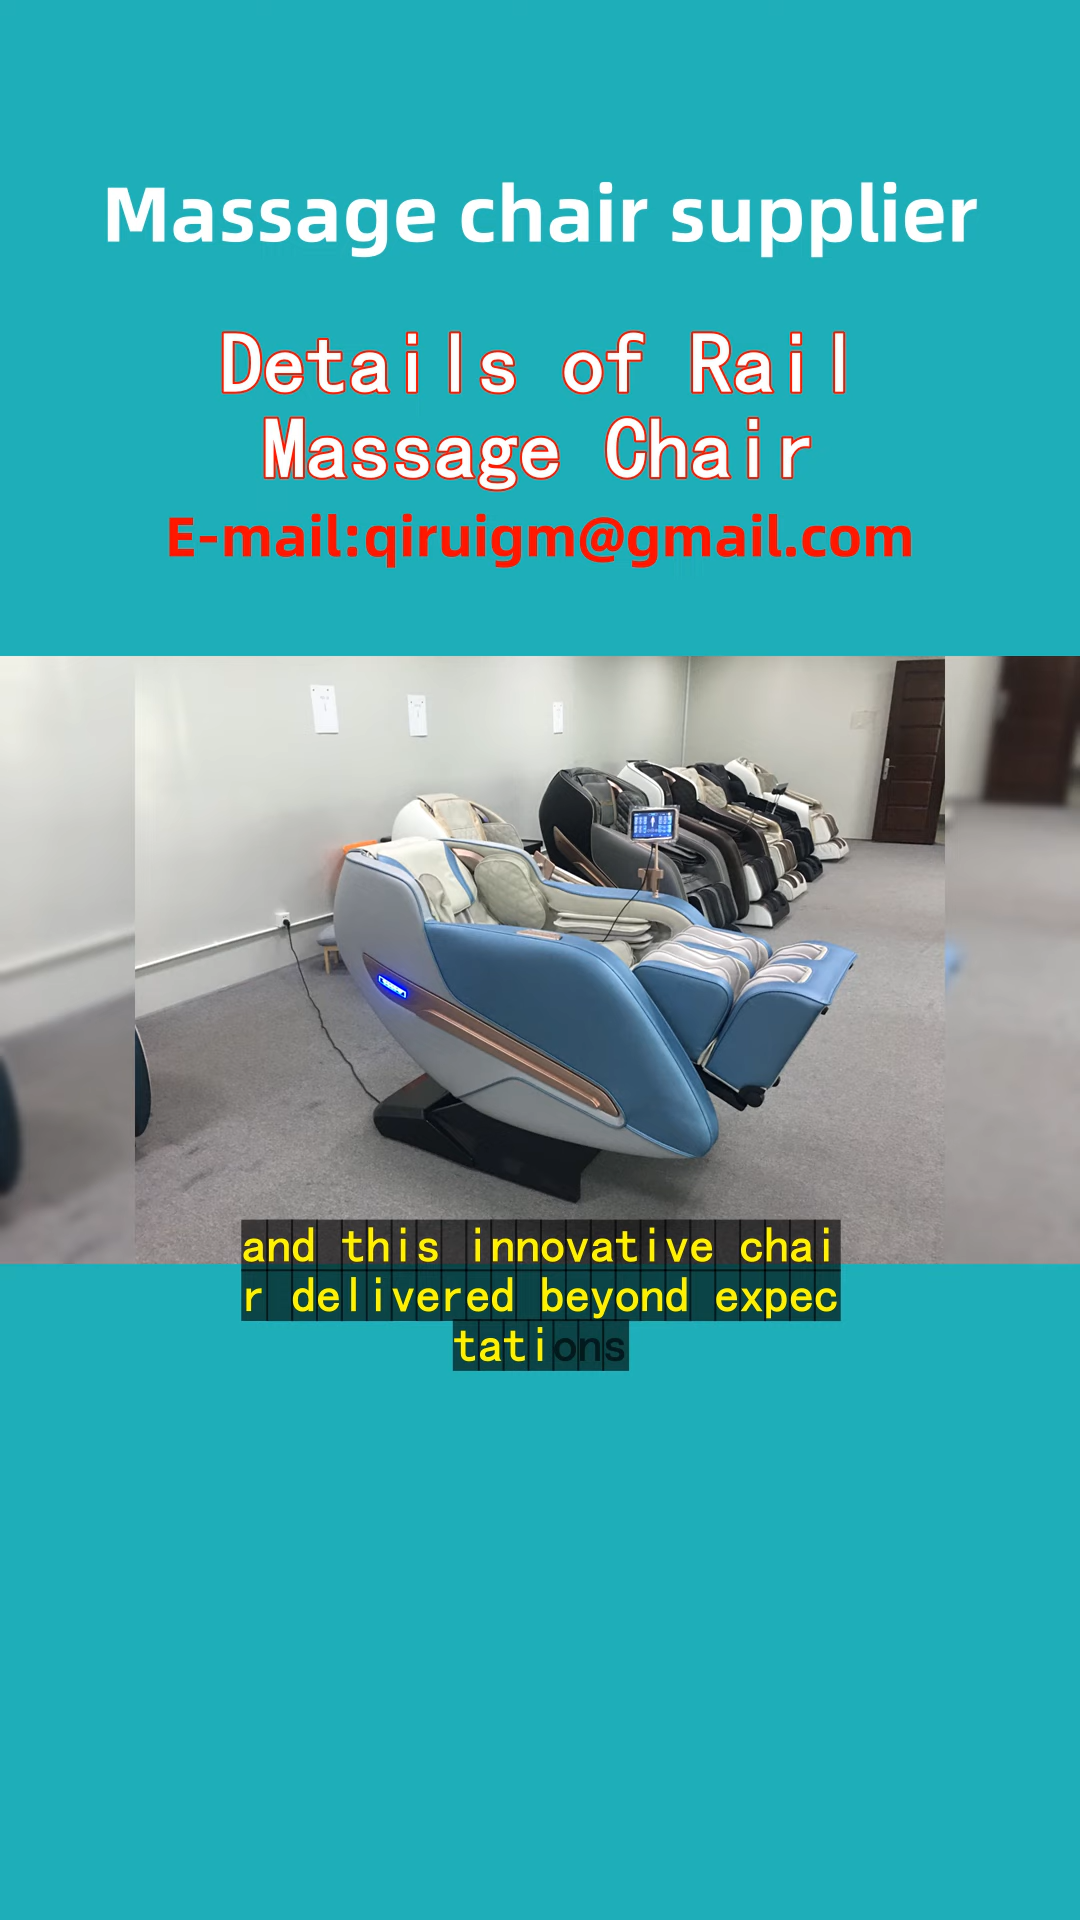 Massage chair supplier
Details of Rail
Massage Chair
E-mail:qiruigm@gmail.com
and this innovative chai
r delivered beyond expec
tations